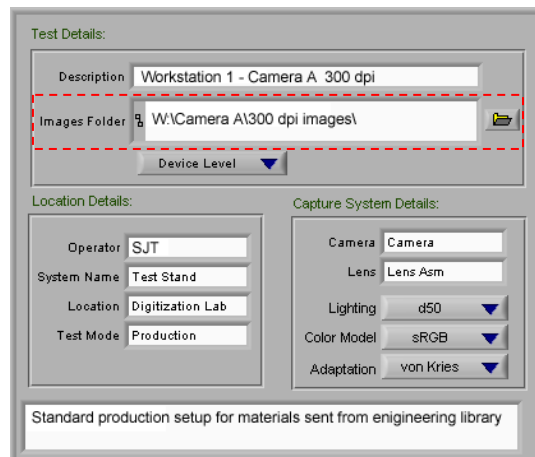 Test Details:
Description Workstation 1 - Camera A 300 dpi
Images Folder W:\Camera A\300 dpi images\
Device Level
Location Details:
Operator SJT
System Name Test Stand
Location Digitization Lab
Test Mode Production
Capture System Details:
Camera Camera
Lens Lens Asm
Lighting d50
Color Model sRGB
Adaptation von Kries
Standard production setup for materials sent from enigineering library